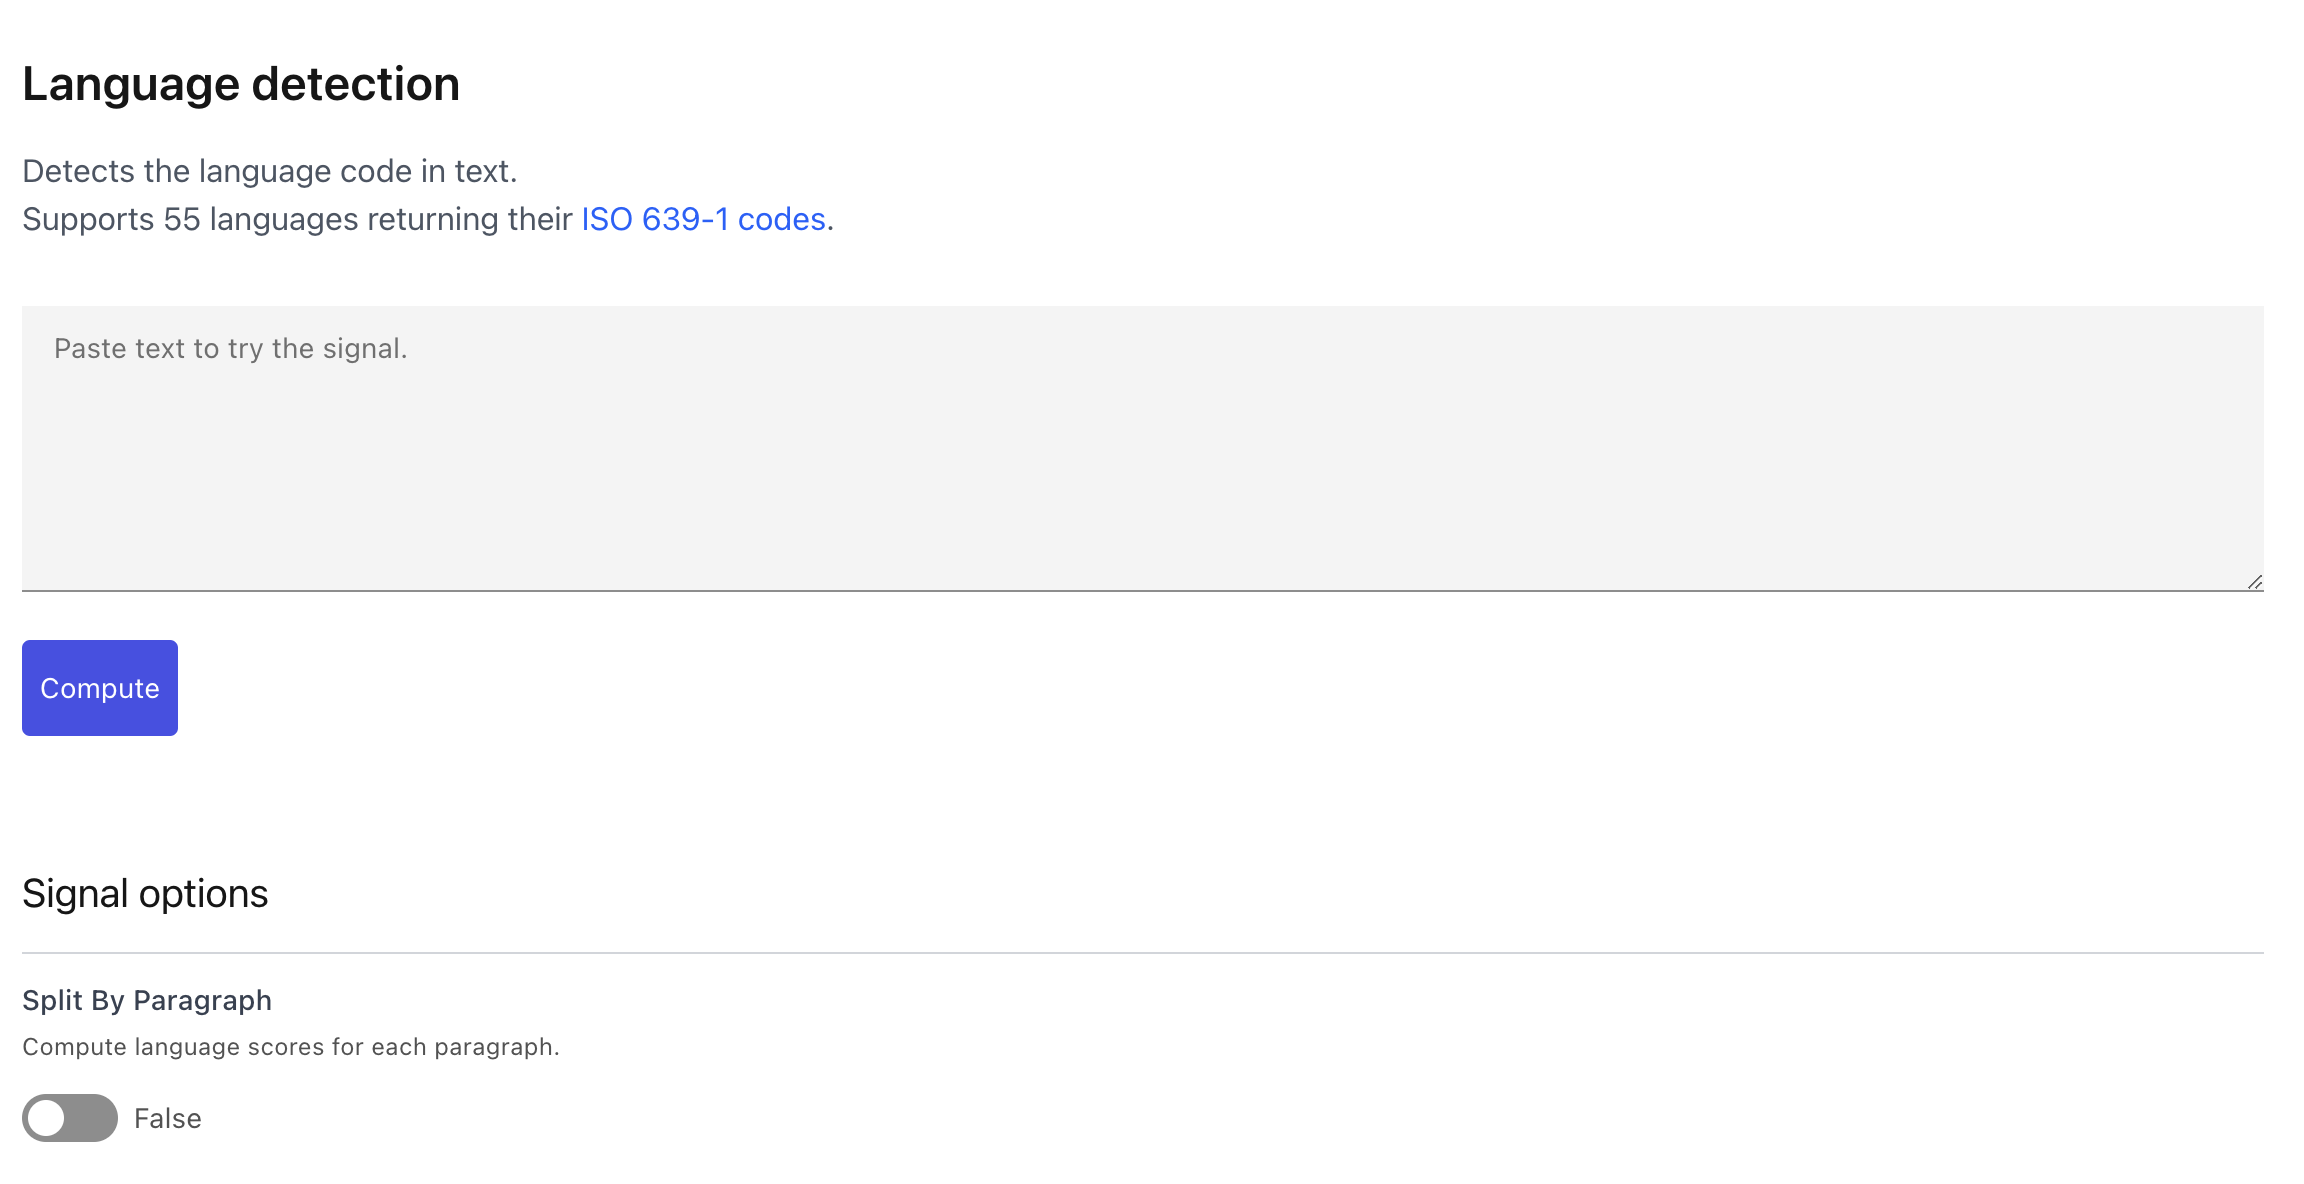 Language detection
Detects the language code in text.
Supports 55 languages returning their ISO 639-1 codes.
Paste text to try the signal.
Compute
Signal options
Split By Paragraph
Compute language scores for each paragraph.
False